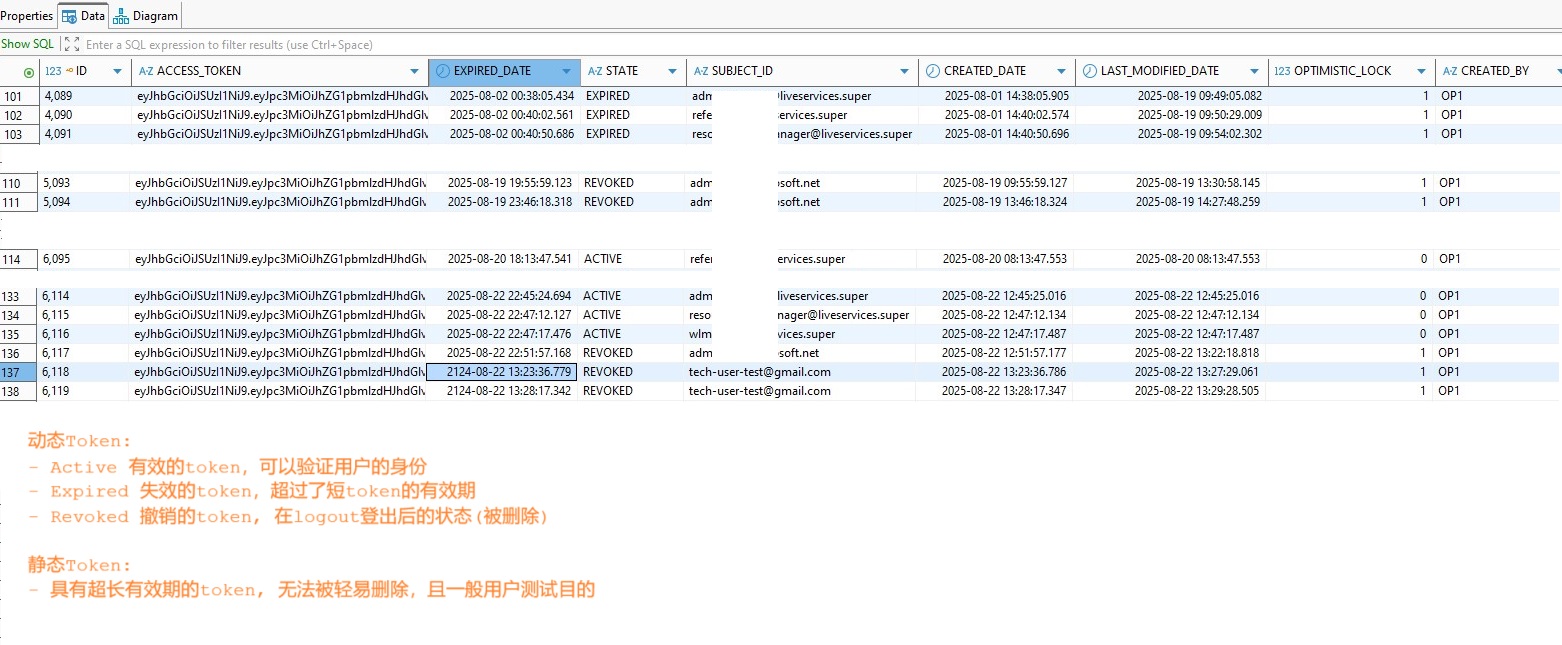 Properties Data Diagram
Show SQL Enter a SQL expression to filter results (use Ctrl+Space)
123 ID A-Z ACCESS_TOKEN EXPIRED_DATE A-Z STATE A-Z SUBJECT_ID CREATED_DATE LAST_MODIFIED_DATE 123 OPTIMISTIC_LOCK A-Z CREATED_BY
101 4,089 eyJhbGciOiJSUzI1NiJ9.eyJpc3MiOiJhZG1pbmlzdHJhdGlv 2025-08-02 00:38:05.434 EXPIRED adm liveservices.super 2025-08-01 14:38:05.905 2025-08-19 09:49:05.082 1 OP1
102 4,090 eyJhbGciOiJSUzI1NiJ9.eyJpc3MiOiJhZG1pbmlzdHJhdGlv 2025-08-02 00:40:02.561 EXPIRED refe services.super 2025-08-01 14:40:02.574 2025-08-19 09:50:29.009 1 OP1
103 4,091 eyJhbGciOiJSUzI1NiJ9.eyJpc3MiOiJhZG1pbmlzdHJhdGlv 2025-08-02 00:40:50.686 EXPIRED resc nager@liveservices.super 2025-08-01 14:40:50.696 2025-08-19 09:54:02.302 1 OP1
110 5,093 eyJhbGciOiJSUzI1NiJ9.eyJpc3MiOiJhZG1pbmlzdHJhdGlv 2025-08-19 19:55:59.123 REVOKED adm osoft.net 2025-08-19 09:55:59.127 2025-08-19 13:30:58.145 1 OP1
111 5,094 eyJhbGciOiJSUzI1NiJ9.eyJpc3MiOiJhZG1pbmlzdHJhdGlv 2025-08-19 23:46:18.318 REVOKED adm osoft.net 2025-08-19 13:46:18.324 2025-08-19 14:27:48.259 1 OP1
114 6,095 eyJhbGciOiJSUzI1NiJ9.eyJpc3MiOiJhZG1pbmlzdHJhdGlv 2025-08-20 18:13:47.541 ACTIVE refe ervices.super 2025-08-20 08:13:47.553 2025-08-20 08:13:47.553 0 OP1
133 6,114 eyJhbGciOiJSUzI1NiJ9.eyJpc3MiOiJhZG1pbmlzdHJhdGlv 2025-08-22 22:45:24.694 ACTIVE adm liveservices.super 2025-08-22 12:45:25.016 2025-08-22 12:45:25.016 0 OP1
134 6,115 eyJhbGciOiJSUzI1NiJ9.eyJpc3MiOiJhZG1pbmlzdHJhdGlv 2025-08-22 22:47:12.127 ACTIVE reso nager@liveservices.super 2025-08-22 12:47:12.134 2025-08-22 12:47:12.134 0 OP1
135 6,116 eyJhbGciOiJSUzI1NiJ9.eyJpc3MiOiJhZG1pbmlzdHJhdGlv 2025-08-22 22:47:17.476 ACTIVE wlm vices.super 2025-08-22 12:47:17.487 2025-08-22 12:47:17.487 0 OP1
136 6,117 eyJhbGciOiJSUzI1NiJ9.eyJpc3MiOiJhZG1pbmlzdHJhdGlv 2025-08-22 22:51:57.168 REVOKED adm soft.net 2025-08-22 12:51:57.177 2025-08-22 13:22:18.818 1 OP1
137 6,118 eyJhbGciOiJSUzI1NiJ9.eyJpc3MiOiJhZG1pbmlzdHJhdGlv 2124-08-22 13:23:36.779 REVOKED tech-user-test@gmail.com 2025-08-22 13:23:36.786 2025-08-22 13:27:29.061 1 OP1
138 6,119 eyJhbGciOiJSUzI1NiJ9.eyJpc3MiOiJhZG1pbmlzdHJhdGlv 2124-08-22 13:28:17.342 REVOKED tech-user-test@gmail.com 2025-08-22 13:28:17.347 2025-08-22 13:29:28.505 1 OP1
动态Token:
- Active 有效的token, 可以验证用户的身份
- Expired 失效的token, 超过了短token的有效期
- Revoked 撤销的token, 在logout登出后的状态(被删除)
静态Token:
- 具有超长有效期的token, 无法被轻易删除, 且一般用户测试目的